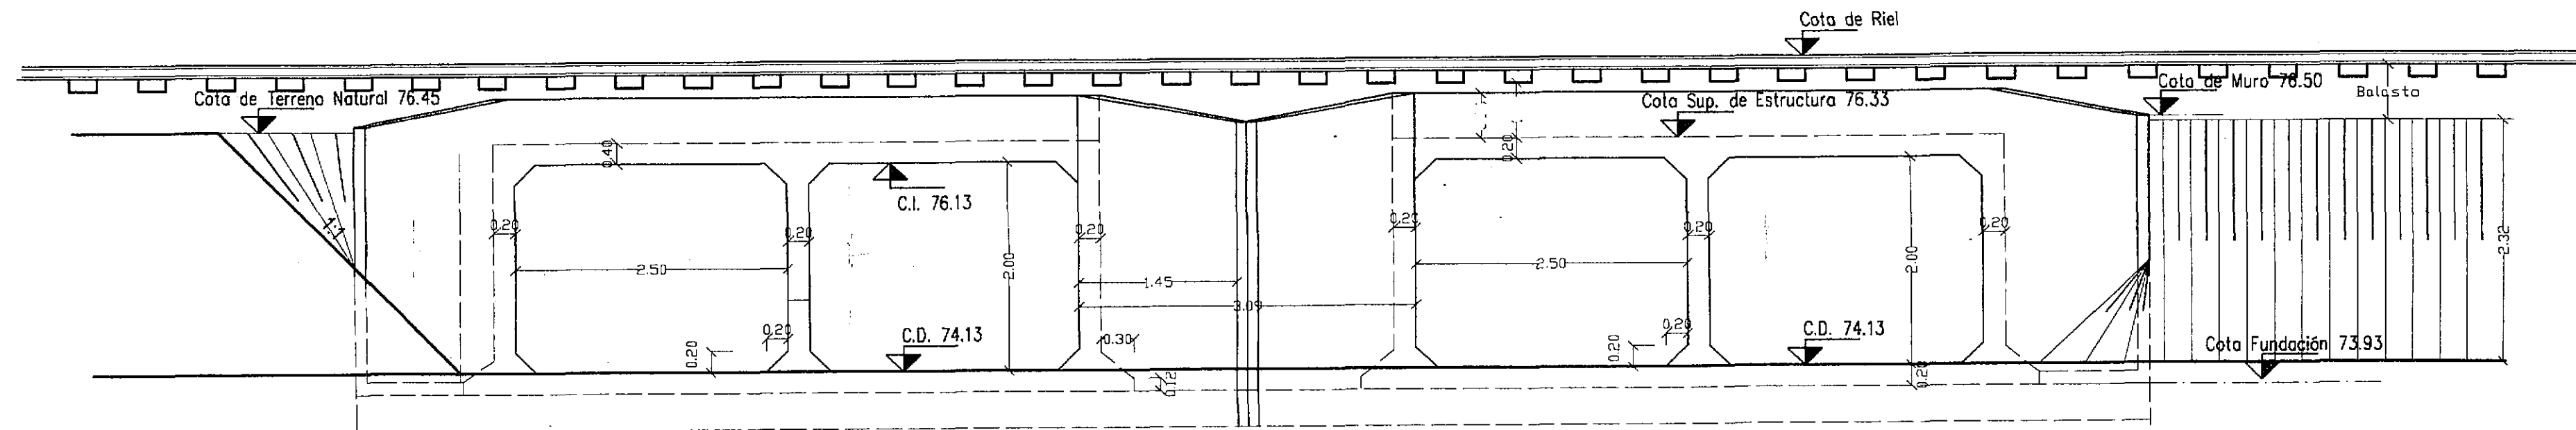 Cota de Riel
Cota de Terreno Natural 76.45
Cota de Muro 76.50
Balasto
Cota Sup. de Estructura 76.33
0.40
0.20
C.I. 76.13
1:1
0.20
0.20
0.20
0.20
0.20
0.20
2.50
2.00
2.50
2.00
2.32
1.45
3.09
0.20
C.D. 74.13
0.30
0.20
C.D. 74.13
Cota Fundación 73.93
0.20
0.20
0.12
0.20